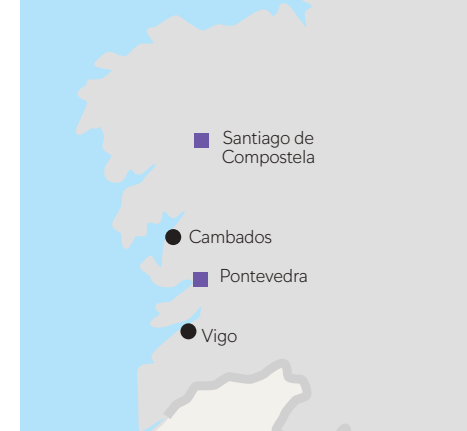 Santiago de
Compostela
Cambados
Pontevedra
Vigo